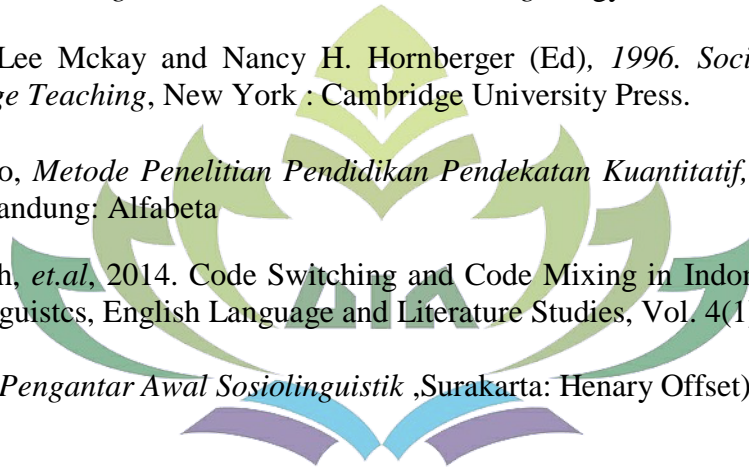 Lee Mckay and Nancy H. Hornberger (Ed), 1996. Soci
ge Teaching, New York : Cambridge University Press.
o, Metode Penelitian Pendidikan Pendekatan Kuantitatif,
andung: Alfabeta
h, et.al, 2014. Code Switching and Code Mixing in Indon
guistcs, English Language and Literature Studies, Vol. 4(1)
Pengantar Awal Sosiolinguistik ,Surakarta: Henary Offset)